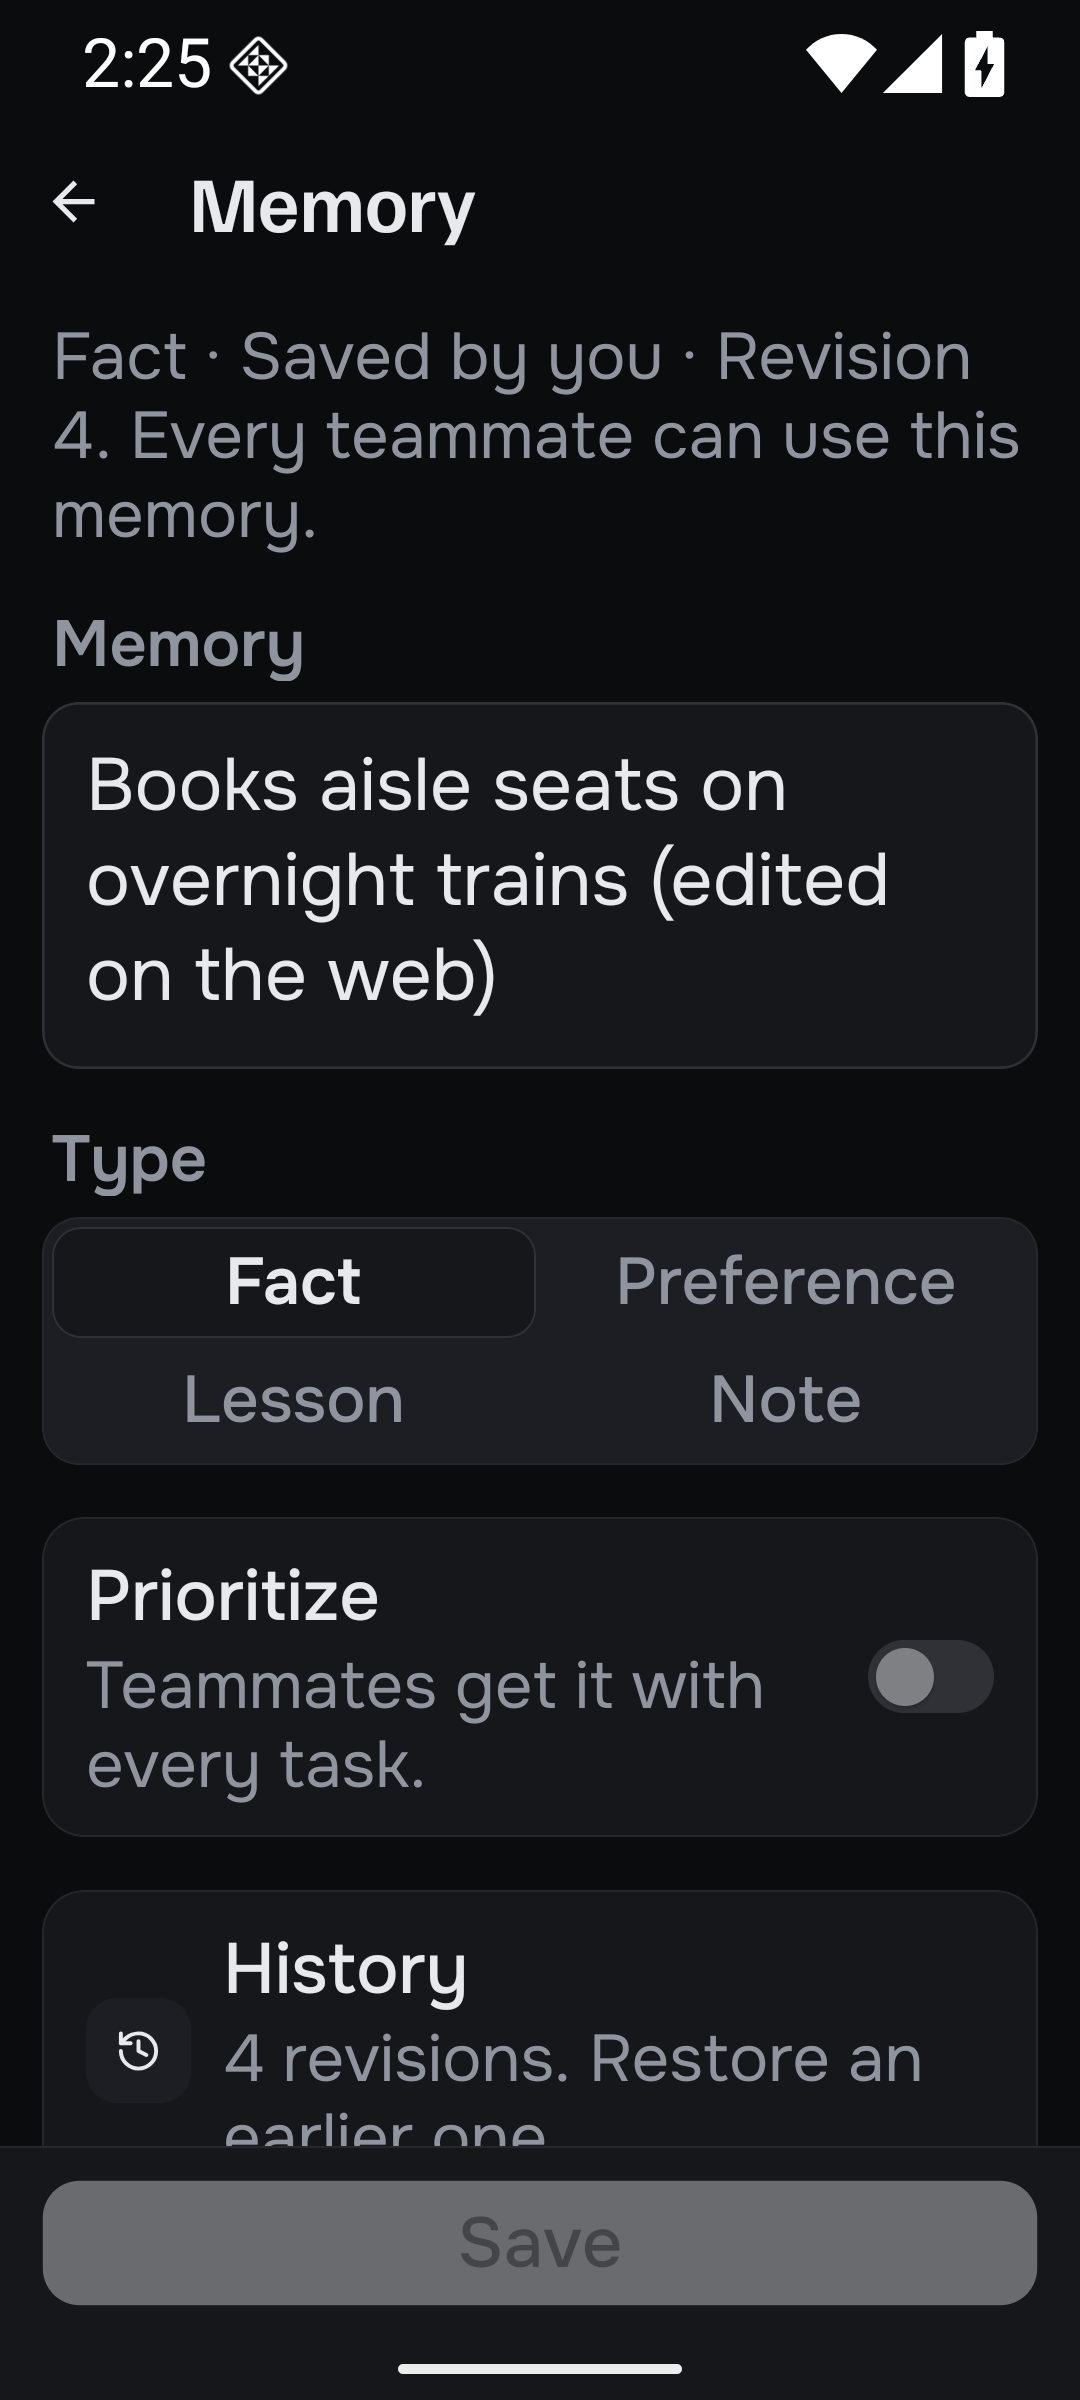 2:25
Memory
Fact · Saved by you · Revision
4. Every teammate can use this
memory.
Memory
Books aisle seats on
overnight trains (edited
on the web)
Type
Fact
Preference
Lesson
Note
Prioritize
Teammates get it with
every task.
History
4 revisions. Restore an
earlier one
Save